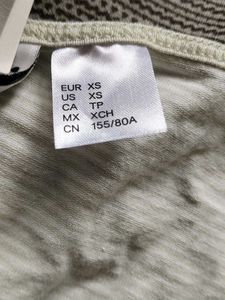 EUR XS
US XS
CA TP
MX XCH
CN 155/80A